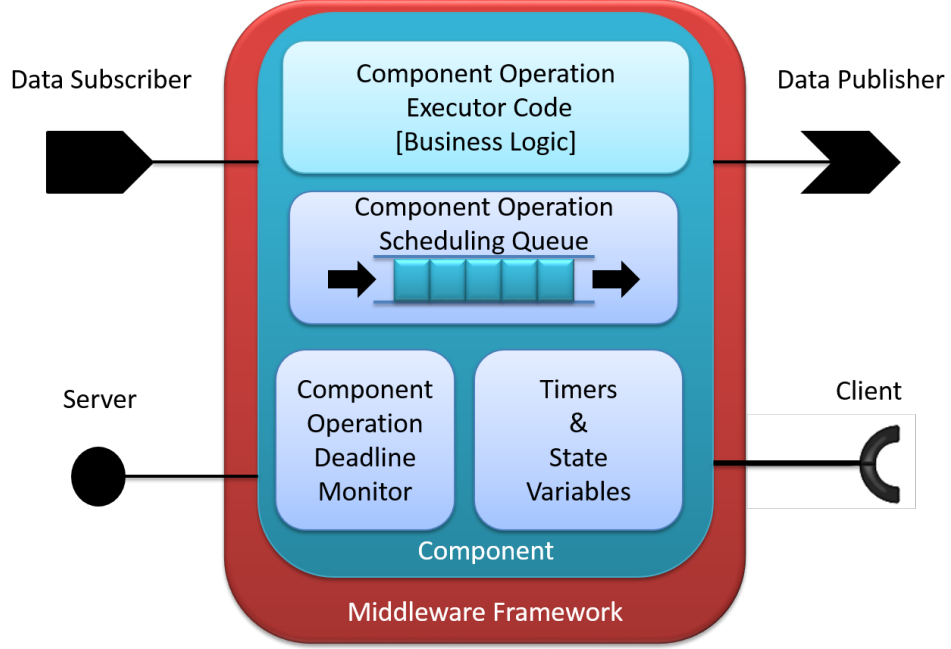 Data Subscriber
Component Operation
Executor Code
[Business Logic]
Data Publisher
Component Operation
Scheduling Queue
Server
Component
Operation
Deadline
Monitor
Timers
&
State
Variables
Client
Component
Middleware Framework